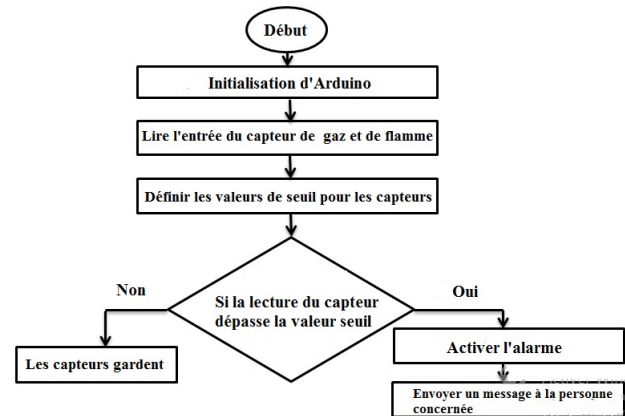 Début
Initialisation d'Arduino
Lire l'entrée du capteur de gaz et de flamme
Définir les valeurs de seuil pour les capteurs
Si la lecture du capteur
dépasse la valeur seuil
Non
Oui
Les capteurs gardent
Activer l'alarme
Envoyer un message à la personne
concernée